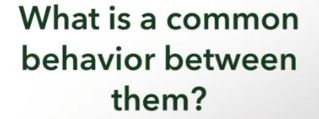 What is a common
behavior between
them?